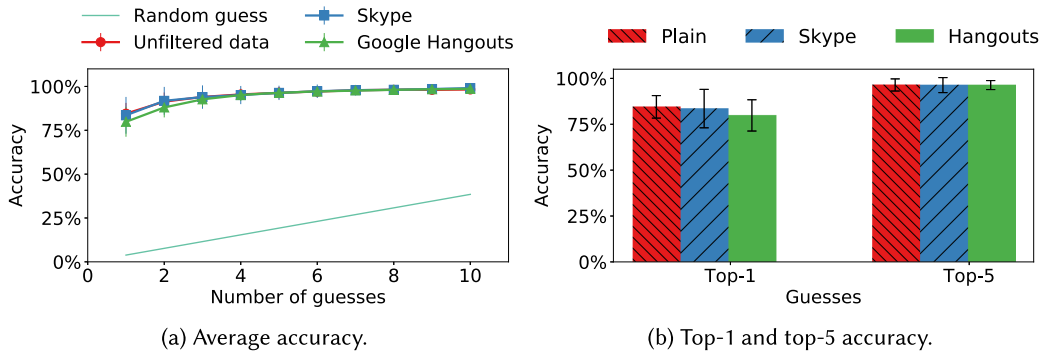 Random guess
Skype
Unfiltered data
Google Hangouts
100%
75%
50%
25%
0%
Accuracy
0 2 4 6 8 10
Number of guesses
(a) Average accuracy.
Plain
Skype
Hangouts
100%
75%
50%
25%
0%
Accuracy
Top-1 Top-5
Guesses
(b) Top-1 and top-5 accuracy.